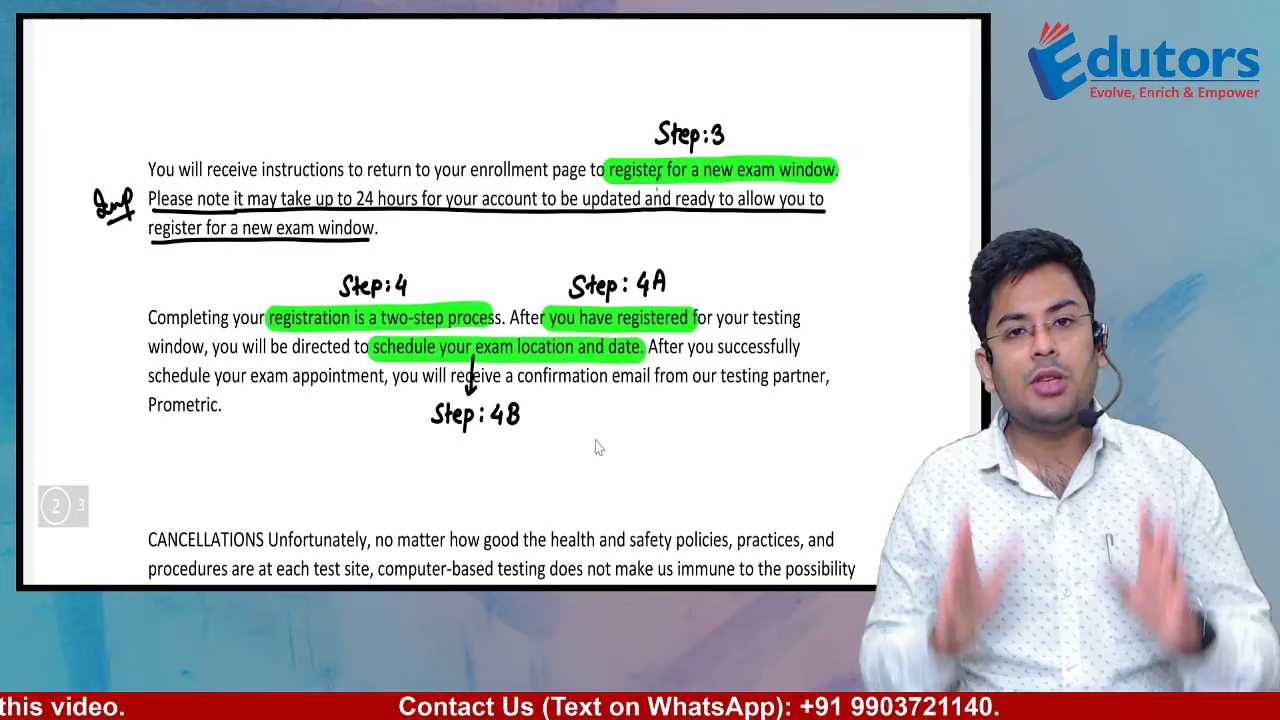 Edutors
Evolve, Enrich & Empower
Step:3
You will receive instructions to return to your enrollment page to register for a new exam window.
Imp
Please note it may take up to 24 hours for your account to be updated and ready to allow you to
register for a new exam window.
Step:4
Step: 4A
Completing your registration is a two-step process. After you have registered for your testing
window, you will be directed to schedule your exam location and date. After you successfully
schedule your exam appointment, you will receive a confirmation email from our testing partner,
Prometric.
Step: 4B
2 3
CANCELLATIONS Unfortunately, no matter how good the health and safety policies, practices, and
procedures are at each test site, computer-based testing does not make us immune to the possibility
this video. Contact Us (Text on WhatsApp): +91 9903721140.